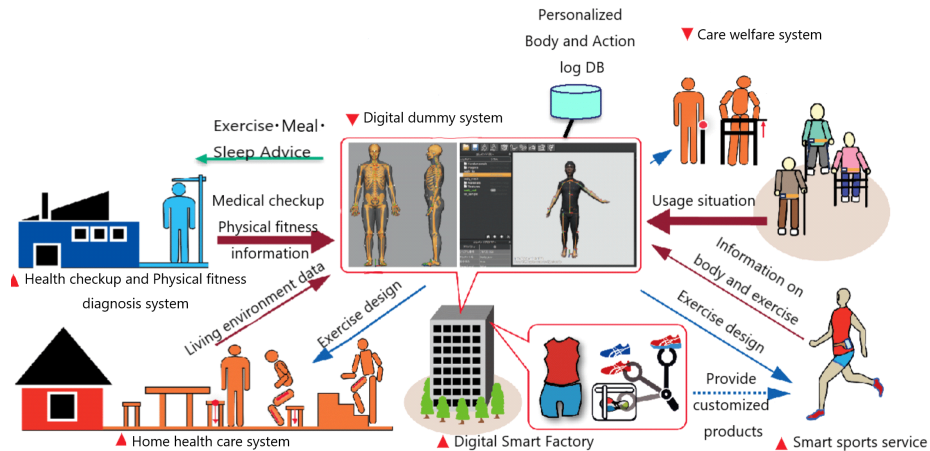 Personalized
Body and Action
log DB
▼ Care welfare system
▼ Digital dummy system
Exercise・Meal・
Sleep Advice
Medical checkup
Physical fitness
information
Usage situation
▲ Health checkup and Physical fitness
diagnosis system
Living environment data
Exercise design
Information on
body and exercise
Exercise design
Provide
customized
products
▲ Home health care system
▲ Digital Smart Factory
▲ Smart sports service